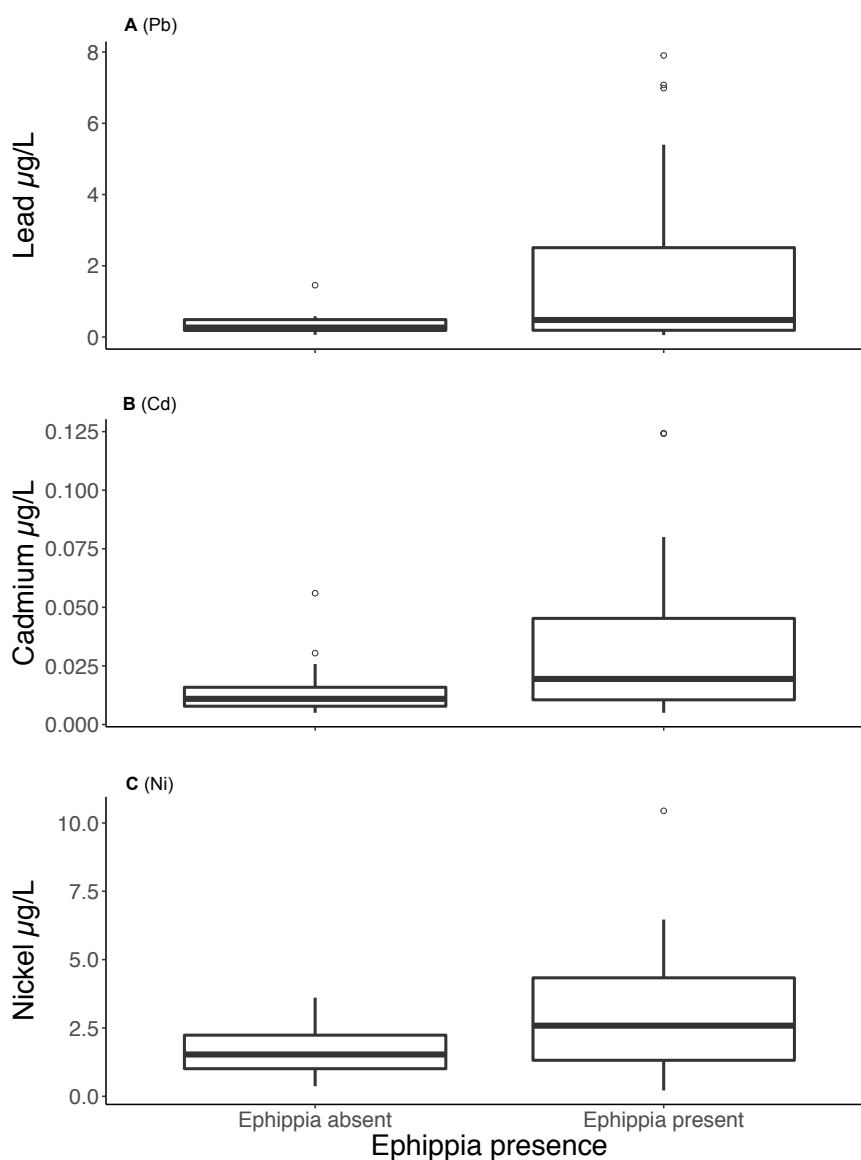 A (Pb)
Lead µg/L
8
6
4
2
0
B (Cd)
Cadmium µg/L
0.125
0.100
0.075
0.050
0.025
0.000
C (Ni)
Nickel µg/L
10.0
7.5
5.0
2.5
0.0
Ephippia absent Ephippia present
Ephippia presence